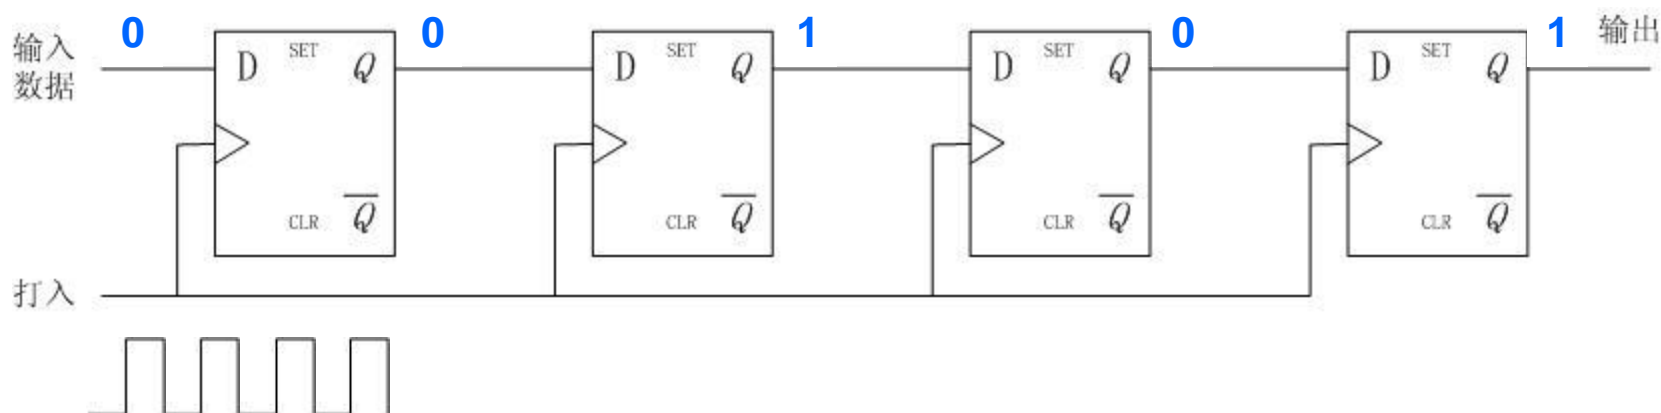 0 0 1 0 1
输入 输出
数据
D SET Q D SET Q D SET Q D SET Q
CLR Q̅ CLR Q̅ CLR Q̅ CLR Q̅
打入